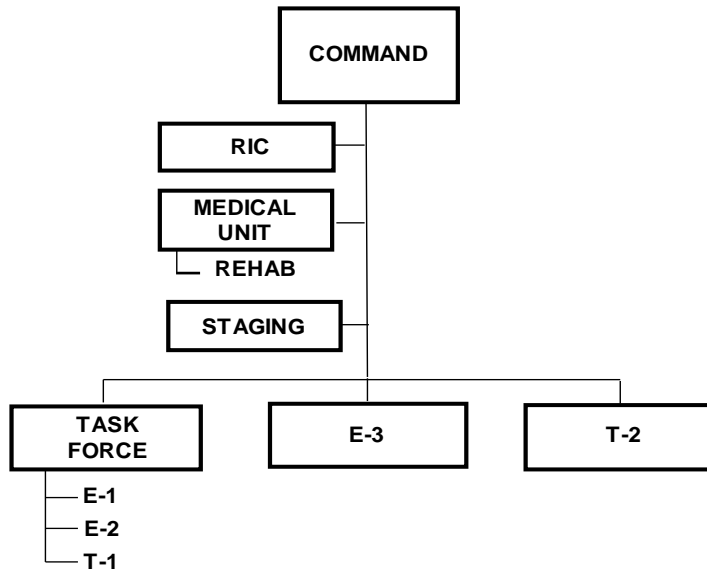 COMMAND
RIC
MEDICAL
UNIT
REHAB
STAGING
TASK
FORCE
E-3
T-2
E-1
E-2
T-1